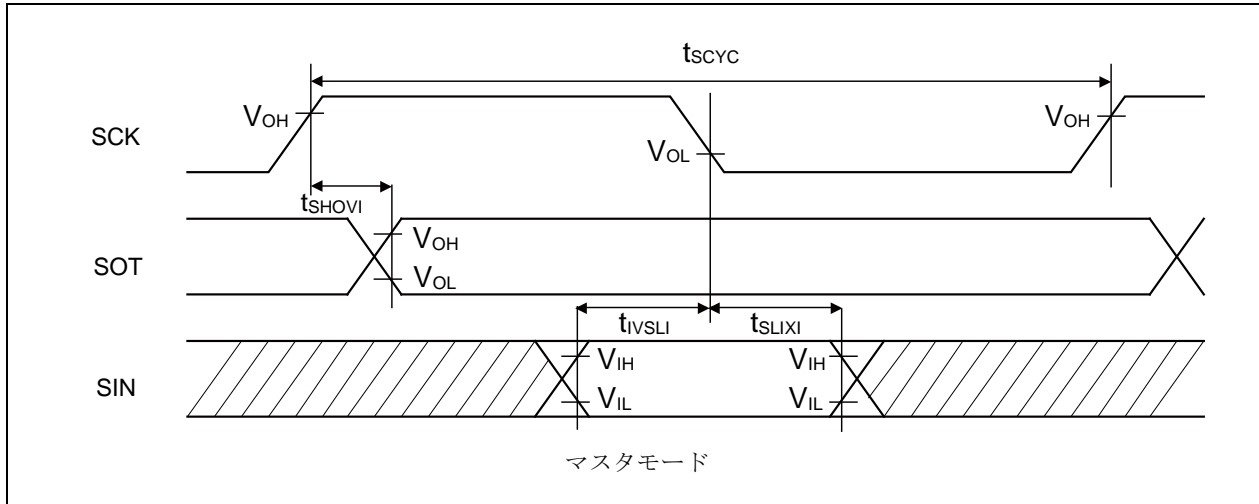 tSCYC
SCK VOH VOL VOH
tSHOVI
SOT VOH
VOL
tIVSLI tSLIXI
SIN VIH VIH
VIL VIL
マスタモード